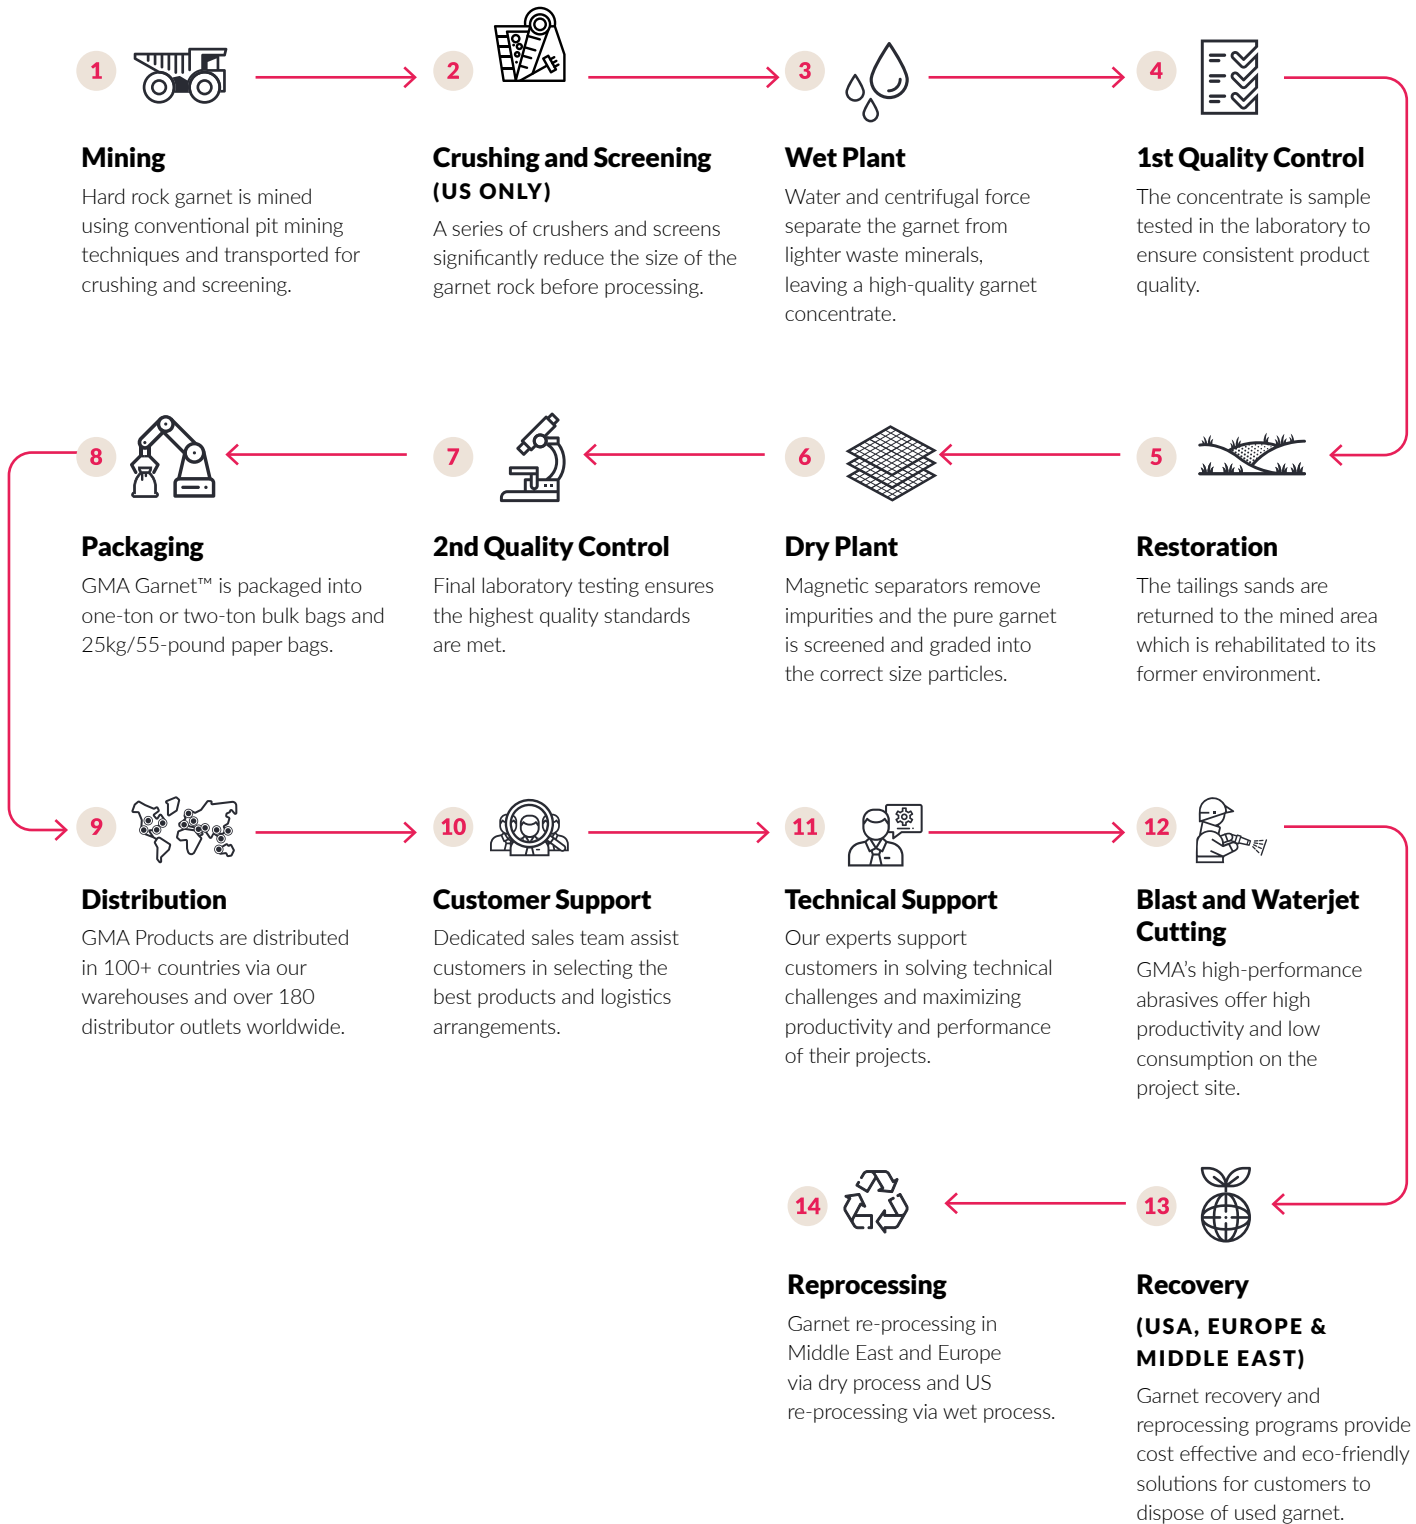 1
Mining
Hard rock garnet is mined
using conventional pit mining
techniques and transported for
crushing and screening.
2
Crushing and Screening
(US ONLY)
A series of crushers and screens
significantly reduce the size of the
garnet rock before processing.
3
Wet Plant
Water and centrifugal force
separate the garnet from
lighter waste minerals,
leaving a high-quality garnet
concentrate.
4
1st Quality Control
The concentrate is sample
tested in the laboratory to
ensure consistent product
quality.
5
Restoration
The tailings sands are
returned to the mined area
which is rehabilitated to its
former environment.
6
Dry Plant
Magnetic separators remove
impurities and the pure garnet
is screened and graded into
the correct size particles.
7
2nd Quality Control
Final laboratory testing ensures
the highest quality standards
are met.
8
Packaging
GMA Garnet™ is packaged into
one-ton or two-ton bulk bags and
25kg/55-pound paper bags.
9
Distribution
GMA Products are distributed
in 100+ countries via our
warehouses and over 180
distributor outlets worldwide.
10
Customer Support
Dedicated sales team assist
customers in selecting the
best products and logistics
arrangements.
11
Technical Support
Our experts support
customers in solving technical
challenges and maximizing
productivity and performance
of their projects.
12
Blast and Waterjet
Cutting
GMA's high-performance
abrasives offer high
productivity and low
consumption on the
project site.
13
Recovery
(USA, EUROPE &
MIDDLE EAST)
Garnet recovery and
reprocessing programs provide
cost effective and eco-friendly
solutions for customers to
dispose of used garnet.
14
Reprocessing
Garnet re-processing in
Middle East and Europe
via dry process and US
re-processing via wet process.